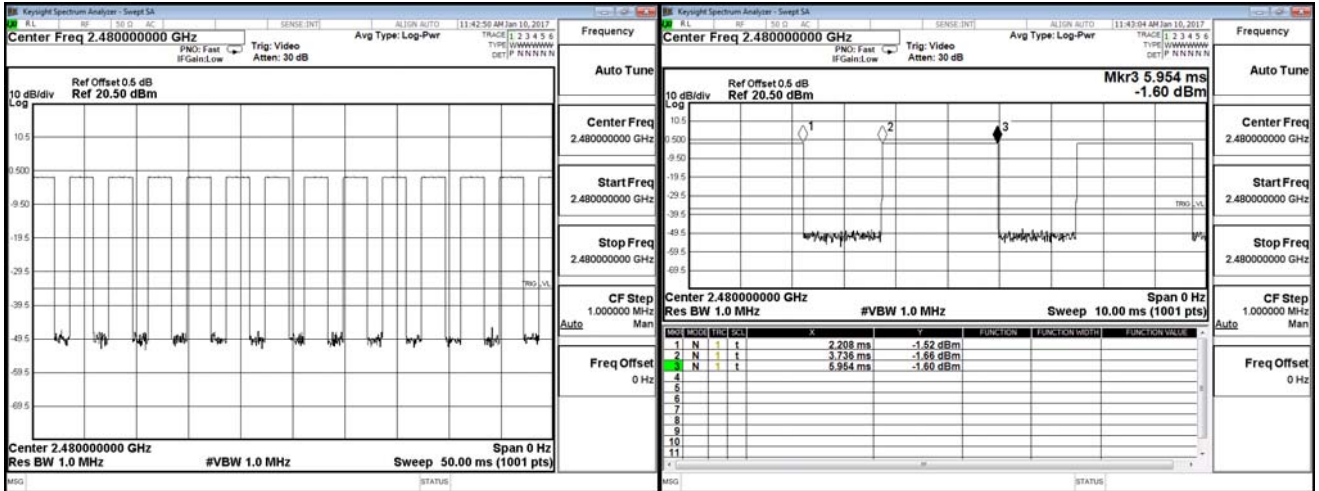 Keysight Spectrum Analyzer - Swept SA
RL RF 50 Ω AC SENSE:INT ALIGN AUTO 11:42:50 AM Jan 10, 2017
Center Freq 2.480000000 GHz
PNO: Fast
IFGain:Low
Trig: Video
Atten: 30 dB
Avg Type: Log-Pwr
TRACE 1 2 3 4 5 6
TYPE WWWWWW
DET P N N N N N
Ref Offset 0.5 dB
10 dB/div Ref 20.50 dBm
Log
10.5
0.500
-9.50
-19.5
-29.5
TRIG LVL
-39.5
-49.5
-59.5
-69.5
Center 2.480000000 GHz Span 0 Hz
Res BW 1.0 MHz #VBW 1.0 MHz Sweep 50.00 ms (1001 pts)
MSG STATUS
Frequency
Auto Tune
Center Freq
2.480000000 GHz
Start Freq
2.480000000 GHz
Stop Freq
2.480000000 GHz
CF Step
1.000000 MHz
Auto Man
Freq Offset
0 Hz
Keysight Spectrum Analyzer - Swept SA
RL RF 50 Ω AC SENSE:INT ALIGN AUTO 11:43:04 AM Jan 10, 2017
Center Freq 2.480000000 GHz
PNO: Fast
IFGain:Low
Trig: Video
Atten: 30 dB
Avg Type: Log-Pwr
TRACE 1 2 3 4 5 6
TYPE WWWWWW
DET P N N N N N
Mkr3 5.954 ms
-1.60 dBm
Ref Offset 0.5 dB
10 dB/div Ref 20.50 dBm
Log
10.5
0.500
-9.50
-19.5
-29.5
TRIG LVL
-39.5
-49.5
-59.5
-69.5
1
2
3
Center 2.480000000 GHz Span 0 Hz
Res BW 1.0 MHz #VBW 1.0 MHz Sweep 10.00 ms (1001 pts)
MKR MODE TRC SCL X Y FUNCTION FUNCTION WIDTH FUNCTION VALUE
1 N 1 t 2.208 ms -1.52 dBm
2 N 1 t 3.736 ms -1.66 dBm
3 N 1 t 5.954 ms -1.60 dBm
4
5
6
7
8
9
10
11
MSG STATUS
Frequency
Auto Tune
Center Freq
2.480000000 GHz
Start Freq
2.480000000 GHz
Stop Freq
2.480000000 GHz
CF Step
1.000000 MHz
Auto Man
Freq Offset
0 Hz